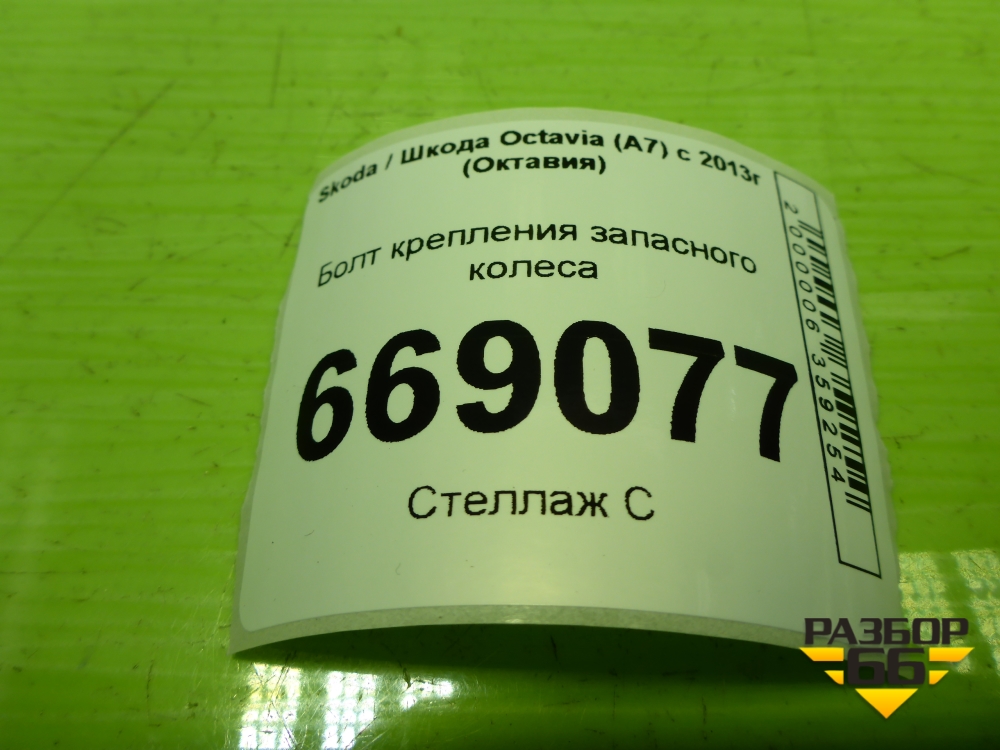 Skoda / Шкода Octavia (A7) с 2013г
(Октавия)
Болт крепления запасного
колеса
669077
Стеллаж С
2000006359254
РАЗБОР
66